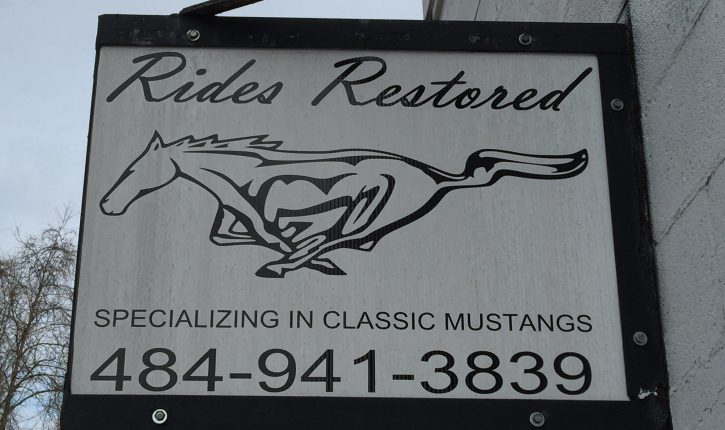 Rides Restored
SPECIALIZING IN CLASSIC MUSTANGS
484-941-3839